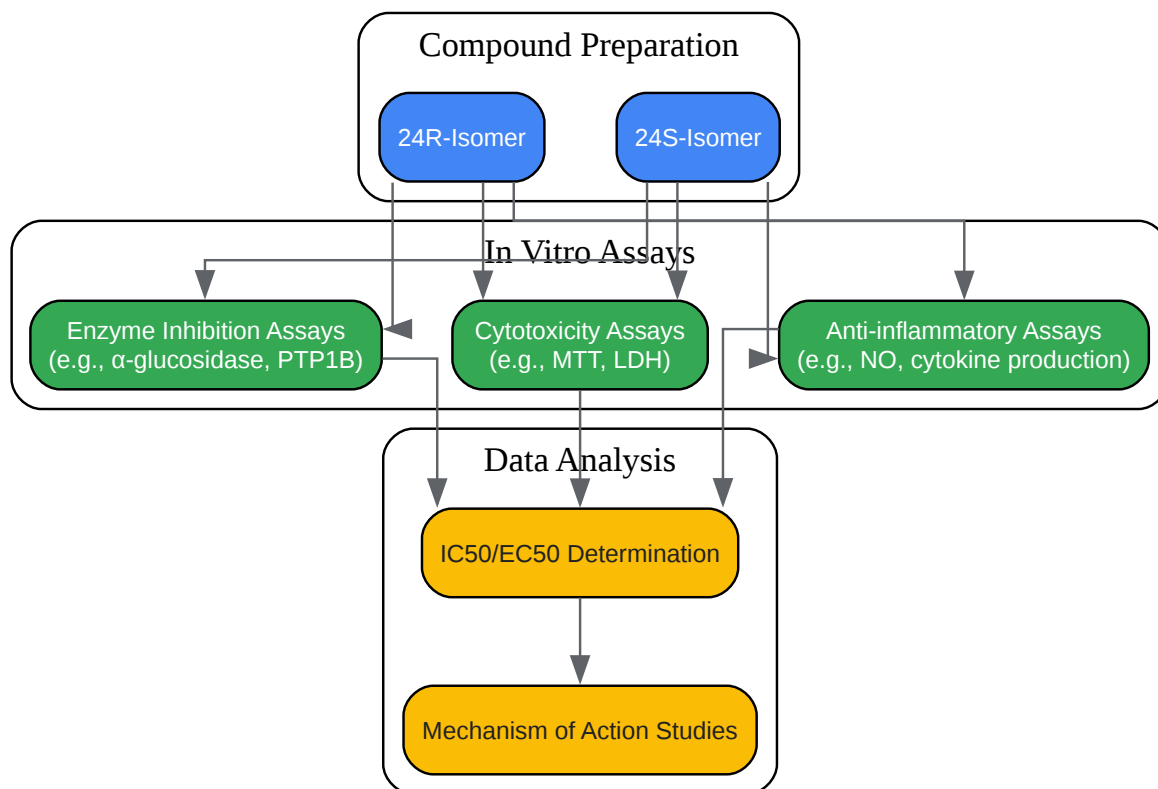 Compound Preparation
24R-Isomer
24S-Isomer
In Vitro Assays
Enzyme Inhibition Assays
(e.g., α-glucosidase, PTP1B)
Cytotoxicity Assays
(e.g., MTT, LDH)
Anti-inflammatory Assays
(e.g., NO, cytokine production)
Data Analysis
IC50/EC50 Determination
Mechanism of Action Studies